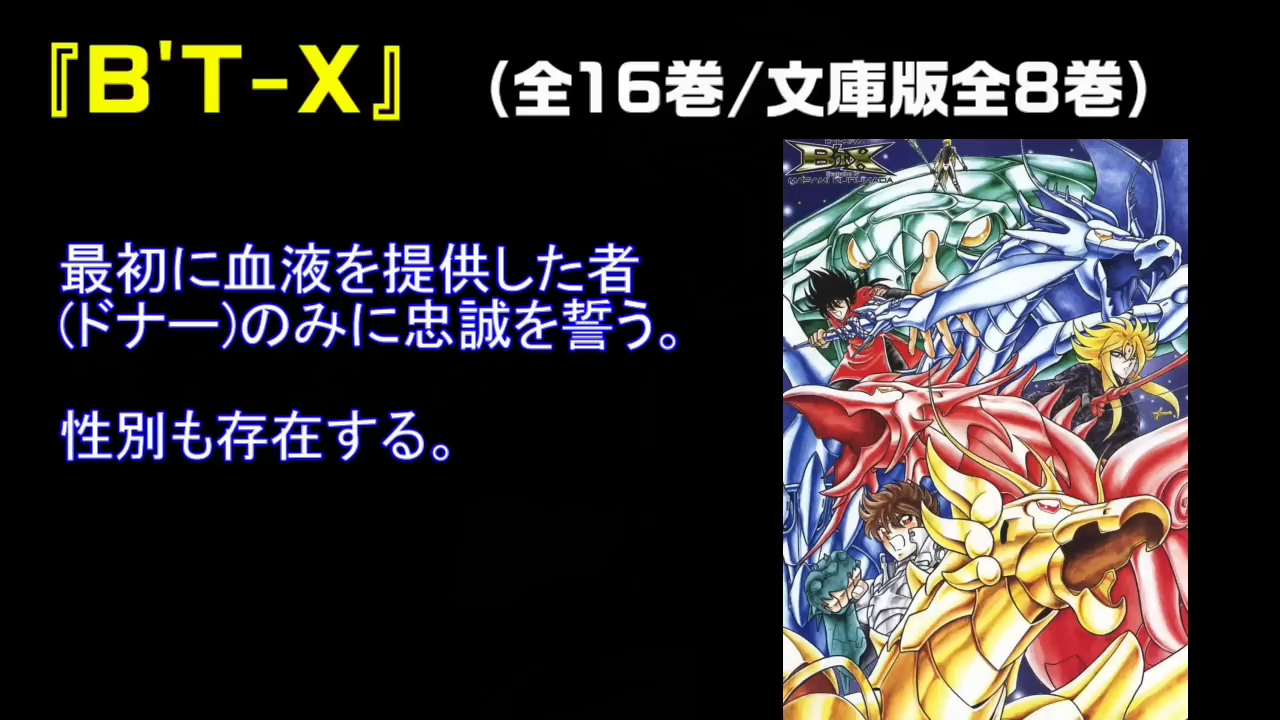 『B'T-X』 (全16巻/文庫版全8巻)
B'TX
MASAMI KURUMADA
最初に血液を提供した者
(ドナー)のみに忠誠を誓う。
性別も存在する。